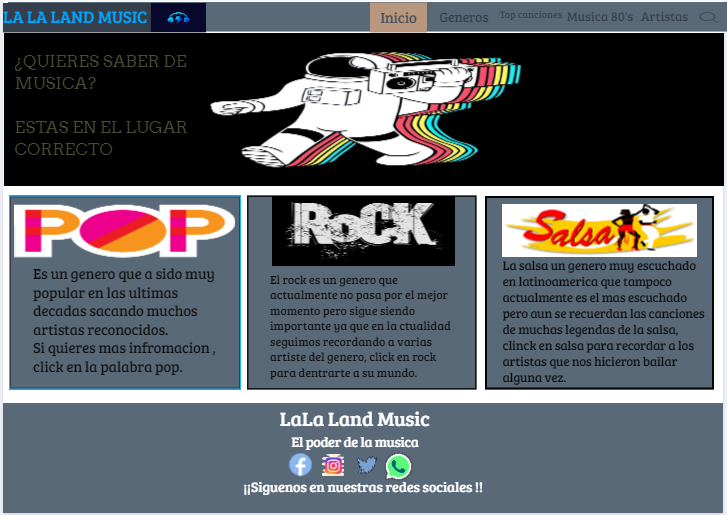 LA LA LAND MUSIC
Inicio
Generos
Top canciones
Musica 80's
Artistas
¿QUIERES SABER DE
MUSICA?
ESTAS EN EL LUGAR
CORRECTO
POP
Es un genero que a sido muy
popular en las ultimas
decadas sacando muchos
artistas reconocidos.
Si quieres mas infromacion ,
click en la palabra pop.
RoCK
El rock es un genero que
actualmente no pasa por el mejor
momento pero sigue siendo
importante ya que en la ctualidad
seguimos recordando a varias
artiste del genero, click en rock
para dentrarte a su mundo.
Salsa
La salsa un genero muy escuchado
en latinoamerica que tampoco
actualmente es el mas escuchado
pero aun se recuerdan las canciones
de muchas legendas de la salsa,
clinck en salsa para recordar a los
artistas que nos hicieron bailar
alguna vez.
LaLa Land Music
El poder de la musica
¡¡Siguenos en nuestras redes sociales !!